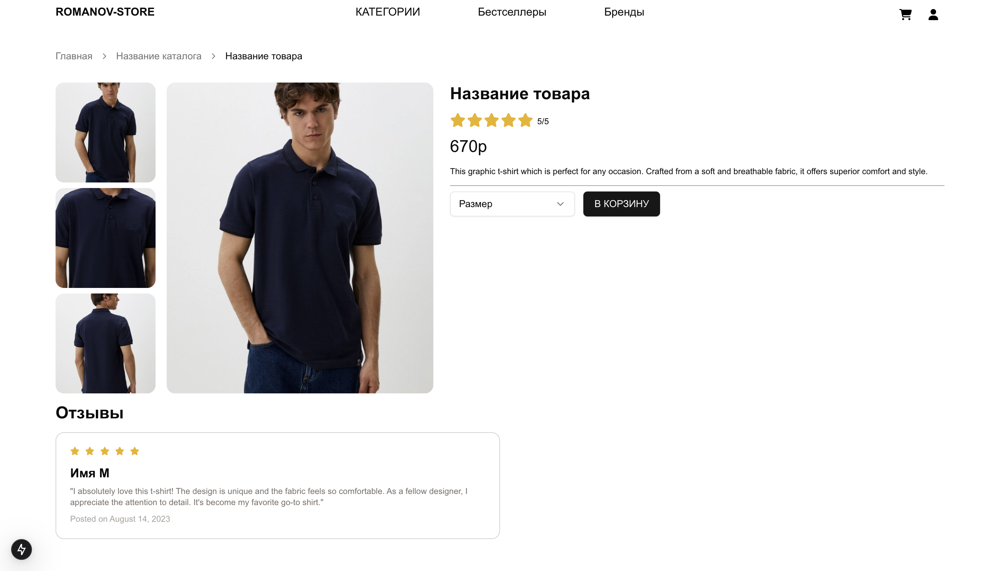 ROMANOV-STORE
КАТЕГОРИИ
Бестселлеры
Бренды
Главная
Название каталога
Название товара
Название товара
5/5
670р
This graphic t-shirt which is perfect for any occasion. Crafted from a soft and breathable fabric, it offers superior comfort and style.
Размер
В КОРЗИНУ
Отзывы
Имя М
"I absolutely love this t-shirt! The design is unique and the fabric feels so comfortable. As a fellow designer, I
appreciate the attention to detail. It's become my favorite go-to shirt."
Posted on August 14, 2023